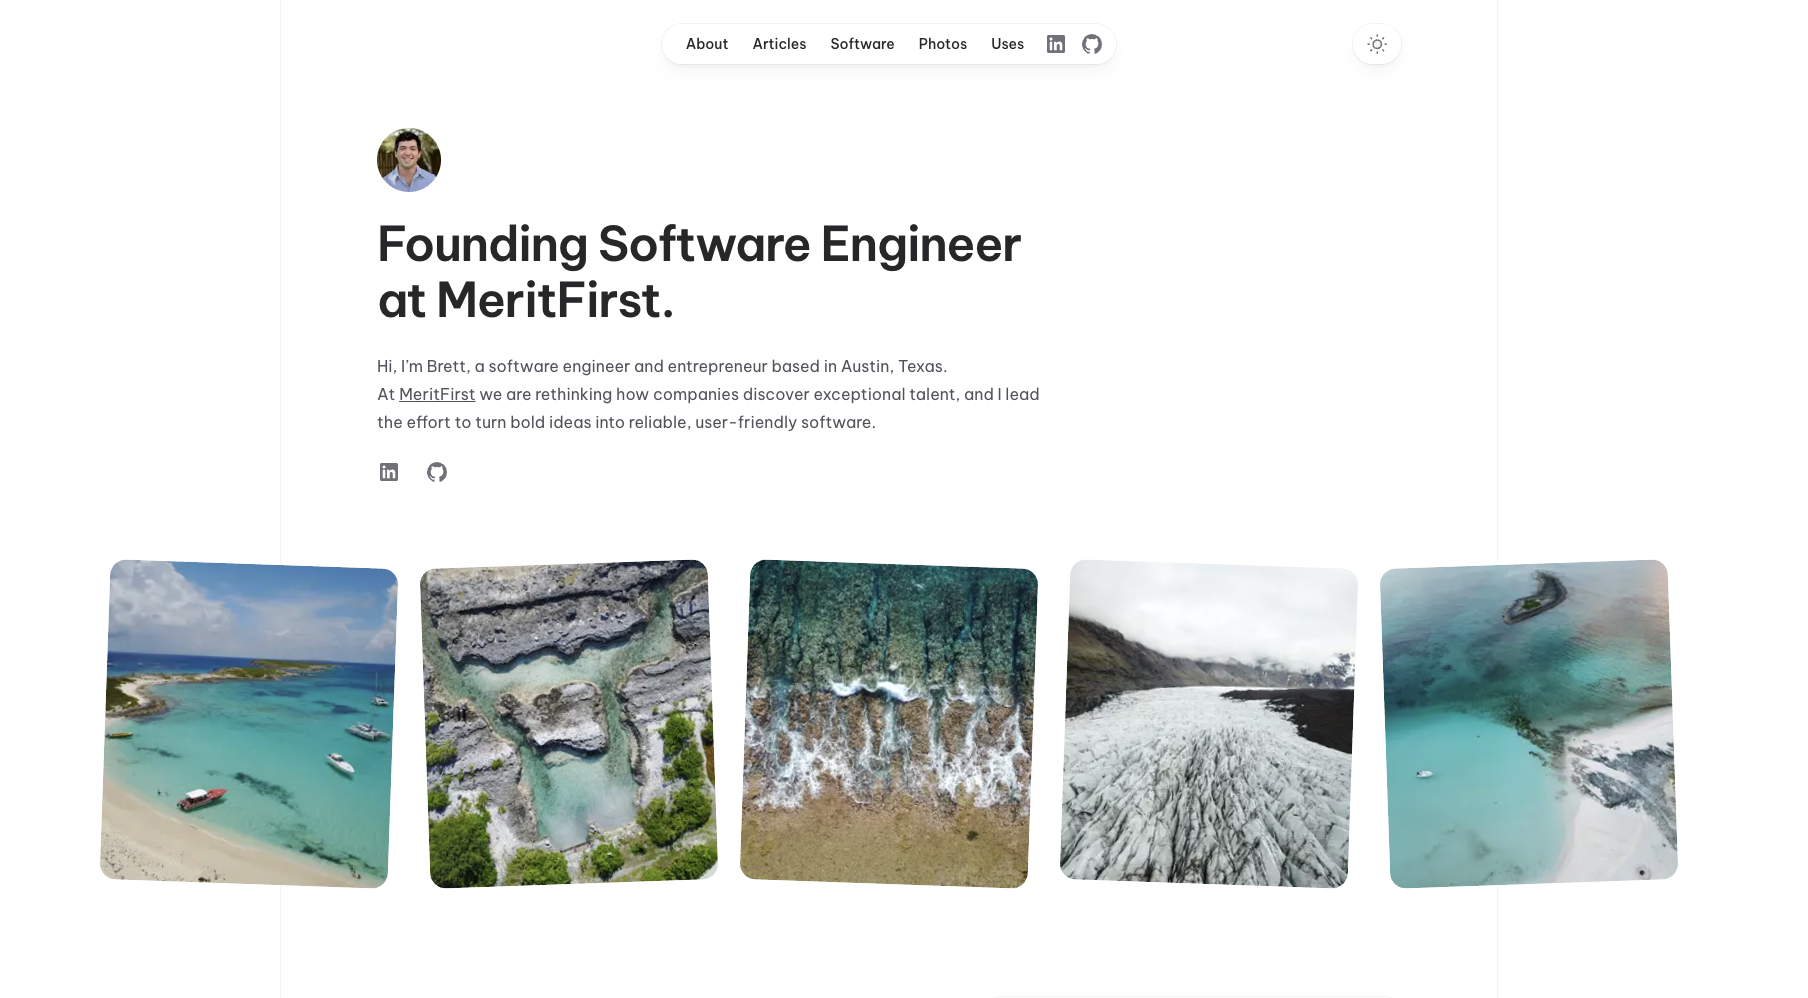 About Articles Software Photos Uses
Founding Software Engineer
at MeritFirst.
Hi, I’m Brett, a software engineer and entrepreneur based in Austin, Texas.
At MeritFirst we are rethinking how companies discover exceptional talent, and I lead
the effort to turn bold ideas into reliable, user-friendly software.